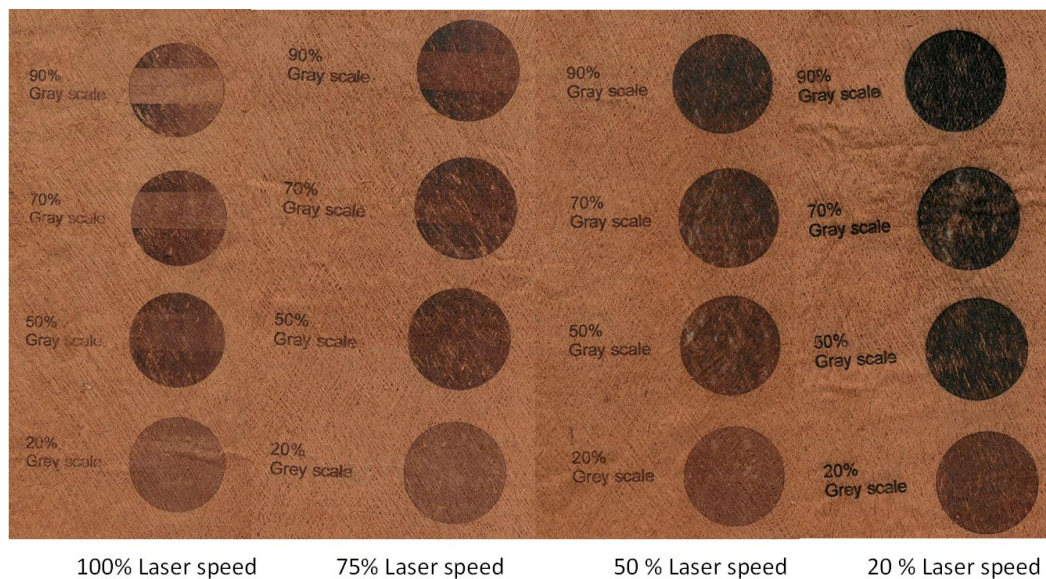 90%
Gray scale
90%
Gray scale
90%
Gray scale
90%
Gray scale
70%
Gray scale
70%
Gray scale
70%
Gray scale
70%
Gray scale
50%
Gray scale
50%
Gray scale
50%
Gray scale
50%
Gray scale
20%
Grey scale
20%
Grey scale
20%
Grey scale
20%
Grey scale
100% Laser speed
75% Laser speed
50 % Laser speed
20 % Laser speed